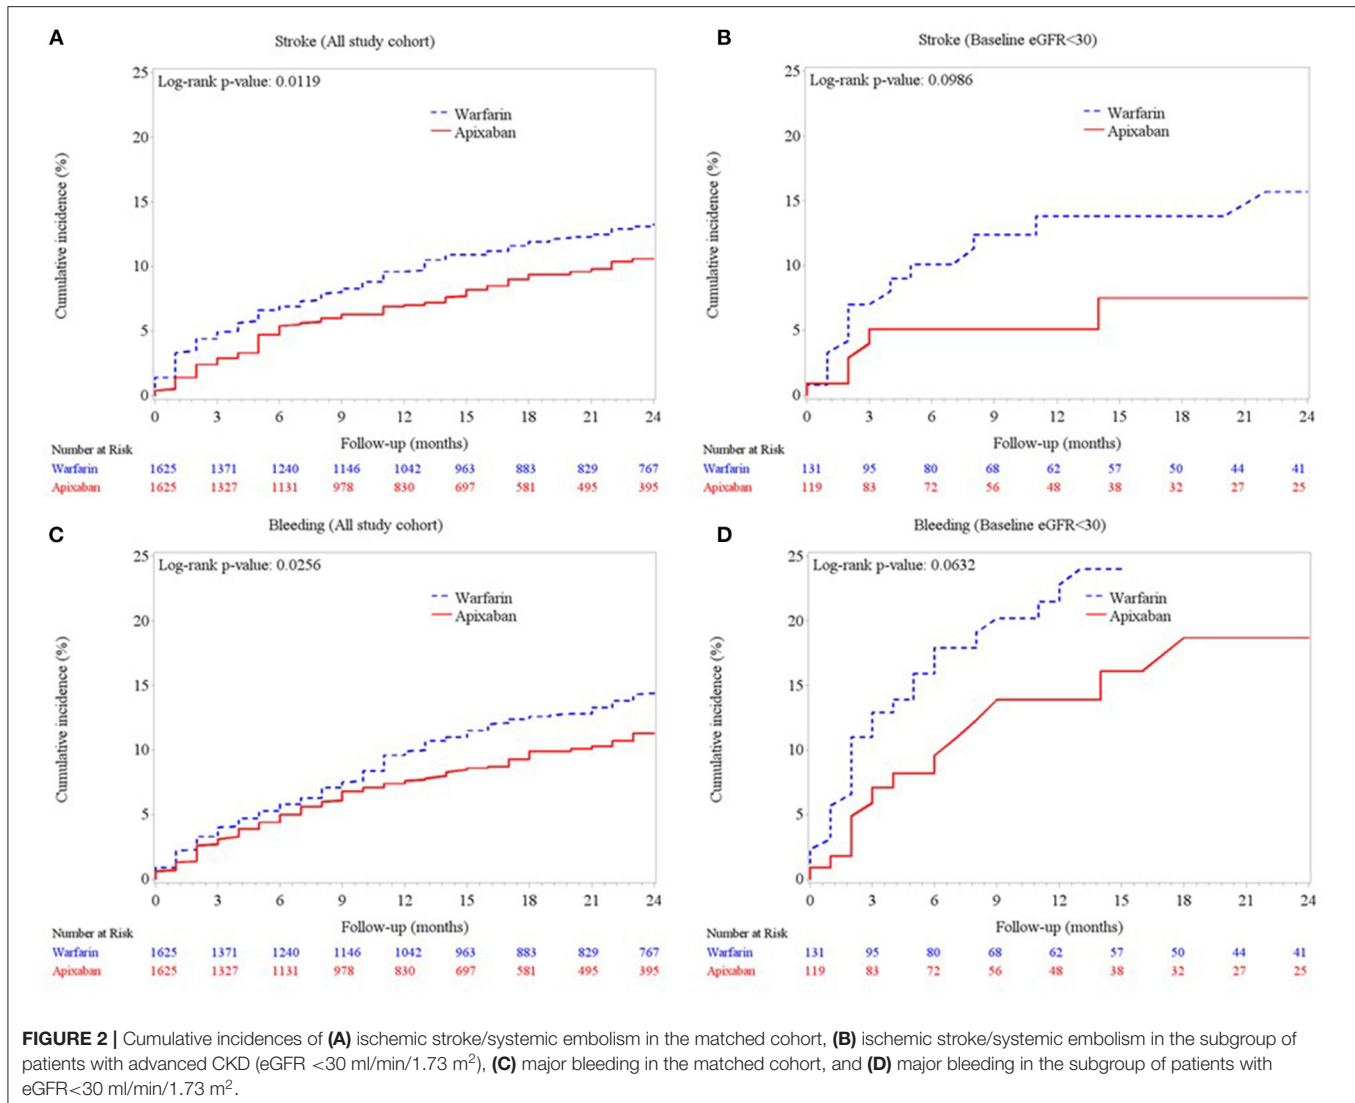 A
Stroke (All study cohort)
Log-rank p-value: 0.0119
Warfarin
Apixaban
Cumulative incidence (%)
25
20
15
10
5
0
0 3 6 9 12 15 18 21 24
Follow-up (months)
Number at Risk
Warfarin 1625 1371 1240 1146 1042 963 883 829 767
Apixaban 1625 1327 1131 978 830 697 581 495 395
B
Stroke (Baseline eGFR<30)
Log-rank p-value: 0.0986
Warfarin
Apixaban
Cumulative incidence (%)
25
20
15
10
5
0
0 3 6 9 12 15 18 21 24
Follow-up (months)
Number at Risk
Warfarin 131 95 80 68 62 57 50 44 41
Apixaban 119 83 72 56 48 38 32 27 25
C
Bleeding (All study cohort)
Log-rank p-value: 0.0256
Warfarin
Apixaban
Cumulative incidence (%)
25
20
15
10
5
0
0 3 6 9 12 15 18 21 24
Follow-up (months)
Number at Risk
Warfarin 1625 1371 1240 1146 1042 963 883 829 767
Apixaban 1625 1327 1131 978 830 697 581 495 395
D
Bleeding (Baseline eGFR<30)
Log-rank p-value: 0.0632
Warfarin
Apixaban
Cumulative incidence (%)
25
20
15
10
5
0
0 3 6 9 12 15 18 21 24
Follow-up (months)
Number at Risk
Warfarin 131 95 80 68 62 57 50 44 41
Apixaban 119 83 72 56 48 38 32 27 25
FIGURE 2 | Cumulative incidences of (A) ischemic stroke/systemic embolism in the matched cohort, (B) ischemic stroke/systemic embolism in the subgroup of
patients with advanced CKD (eGFR <30 ml/min/1.73 m²), (C) major bleeding in the matched cohort, and (D) major bleeding in the subgroup of patients with
eGFR<30 ml/min/1.73 m².